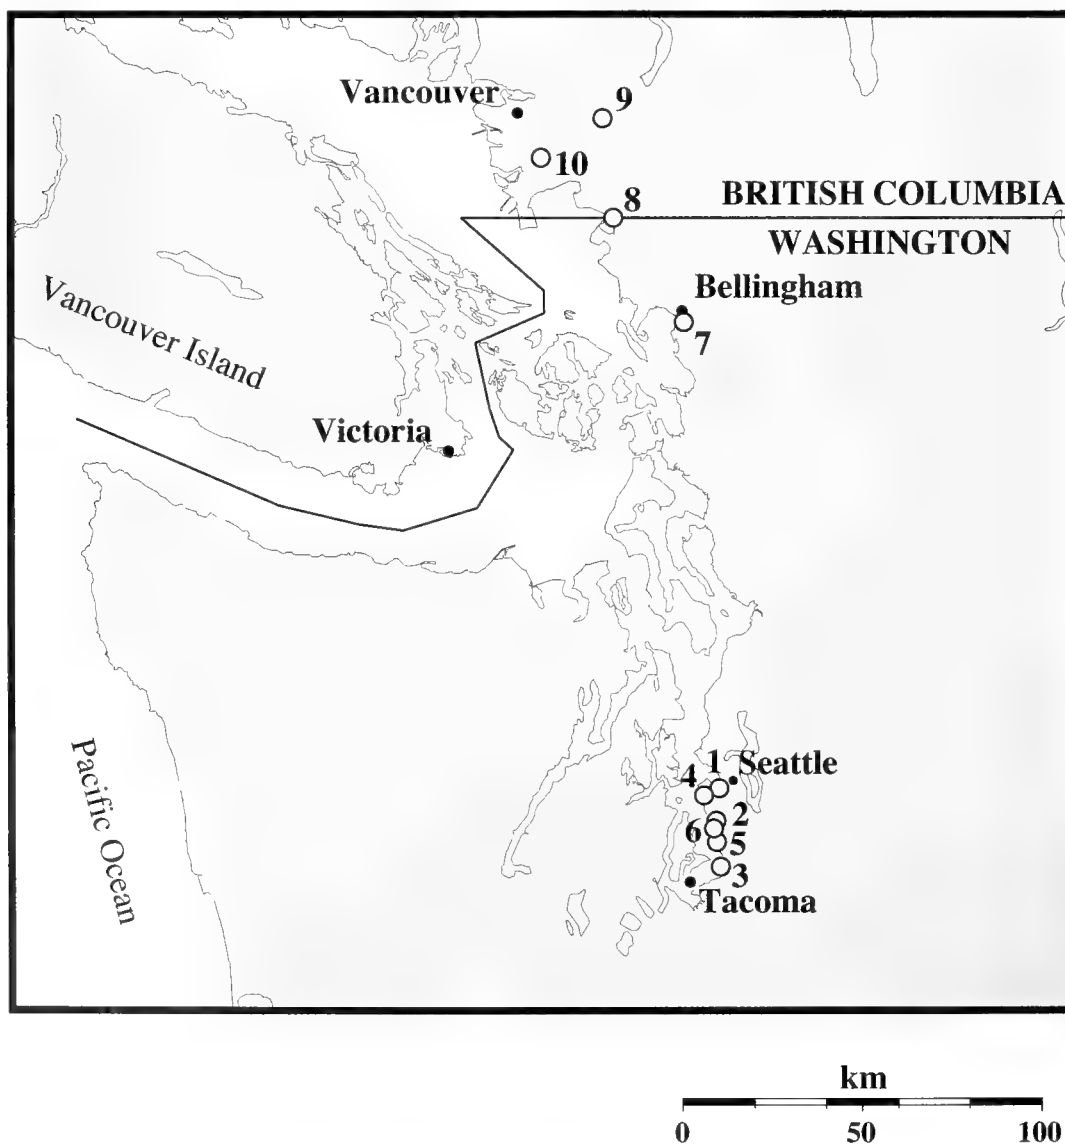 Vancouver
9
10
8
BRITISH COLUMBIA
WASHINGTON
Bellingham
7
Vancouver Island
Victoria
Pacific Ocean
1
Seattle
4
2
6
5
3
Tacoma
km
0 50 100